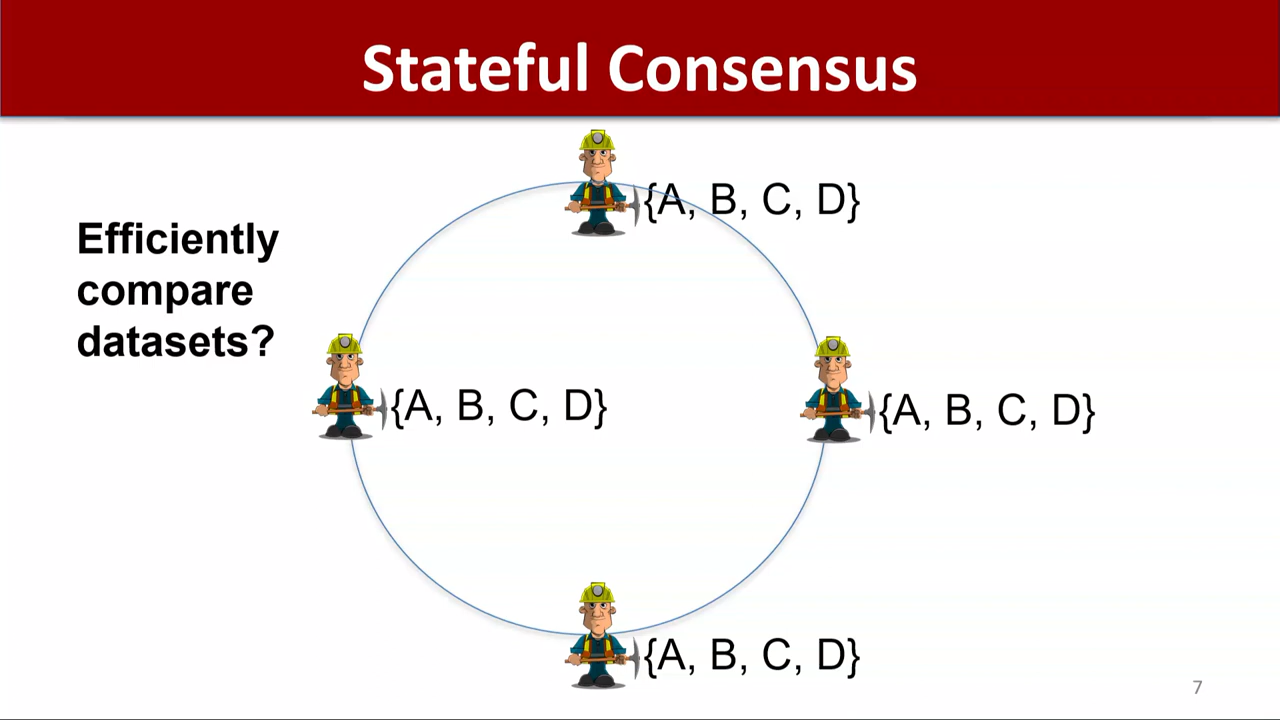 Stateful Consensus
{A, B, C, D}
Efficiently
compare
datasets?
{A, B, C, D}
{A, B, C, D}
{A, B, C, D}
7